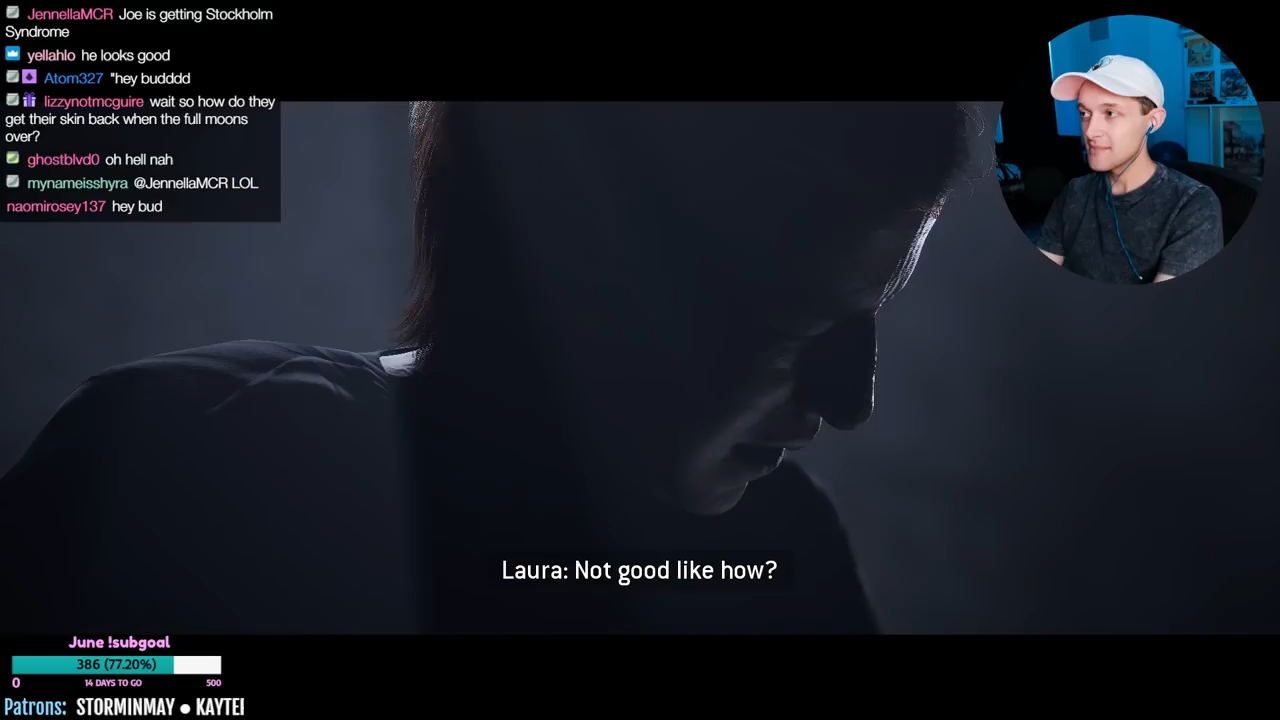 JennellaMCR Joe is getting Stockholm
Syndrome
yellahlo he looks good
Atom327 "hey budddd
lizzynotmcguire wait so how do they
get their skin back when the full moons
over?
ghostblvd0 oh hell nah
mynameisshyra @JennellaMCR LOL
naomirosey137 hey bud
Laura: Not good like how?
June !subgoal
386 (77.20%)
0 14 DAYS TO GO 500
Patrons: STORMINMAY ● KAYTEI